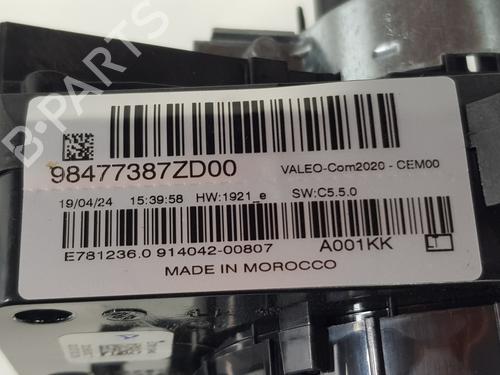 B-PARTS
98477387ZD00
VALEO-Com2020 - CEM00
19/04/24 15:39:58 HW:1921_e SW:C5.5.0
E781236.0 914042-00807 A001KK
MADE IN MOROCCO